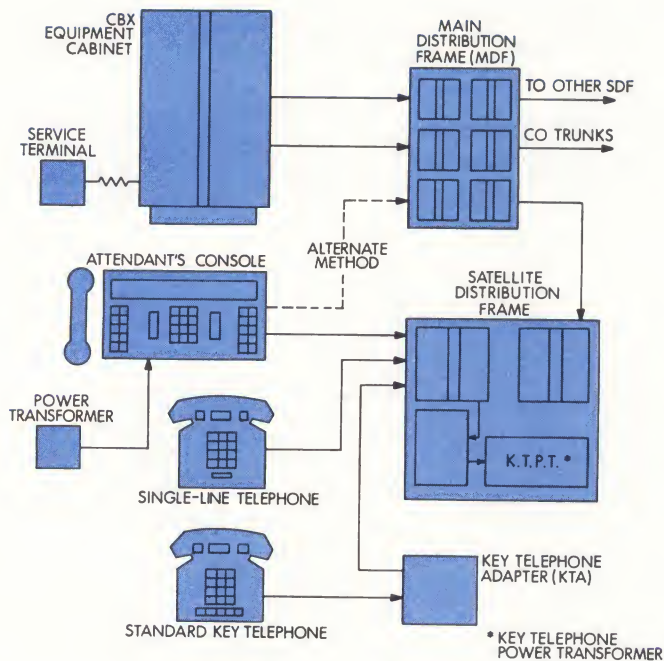 CBX
EQUIPMENT
CABINET
MAIN
DISTRIBUTION
FRAME (MDF)
TO OTHER SDF
CO TRUNKS
SERVICE
TERMINAL
ALTERNATE
METHOD
ATTENDANT'S CONSOLE
SATELLITE
DISTRIBUTION
FRAME
POWER
TRANSFORMER
K.T.P.T. *
SINGLE-LINE TELEPHONE
KEY TELEPHONE
ADAPTER (KTA)
STANDARD KEY TELEPHONE
* KEY TELEPHONE
POWER TRANSFORMER